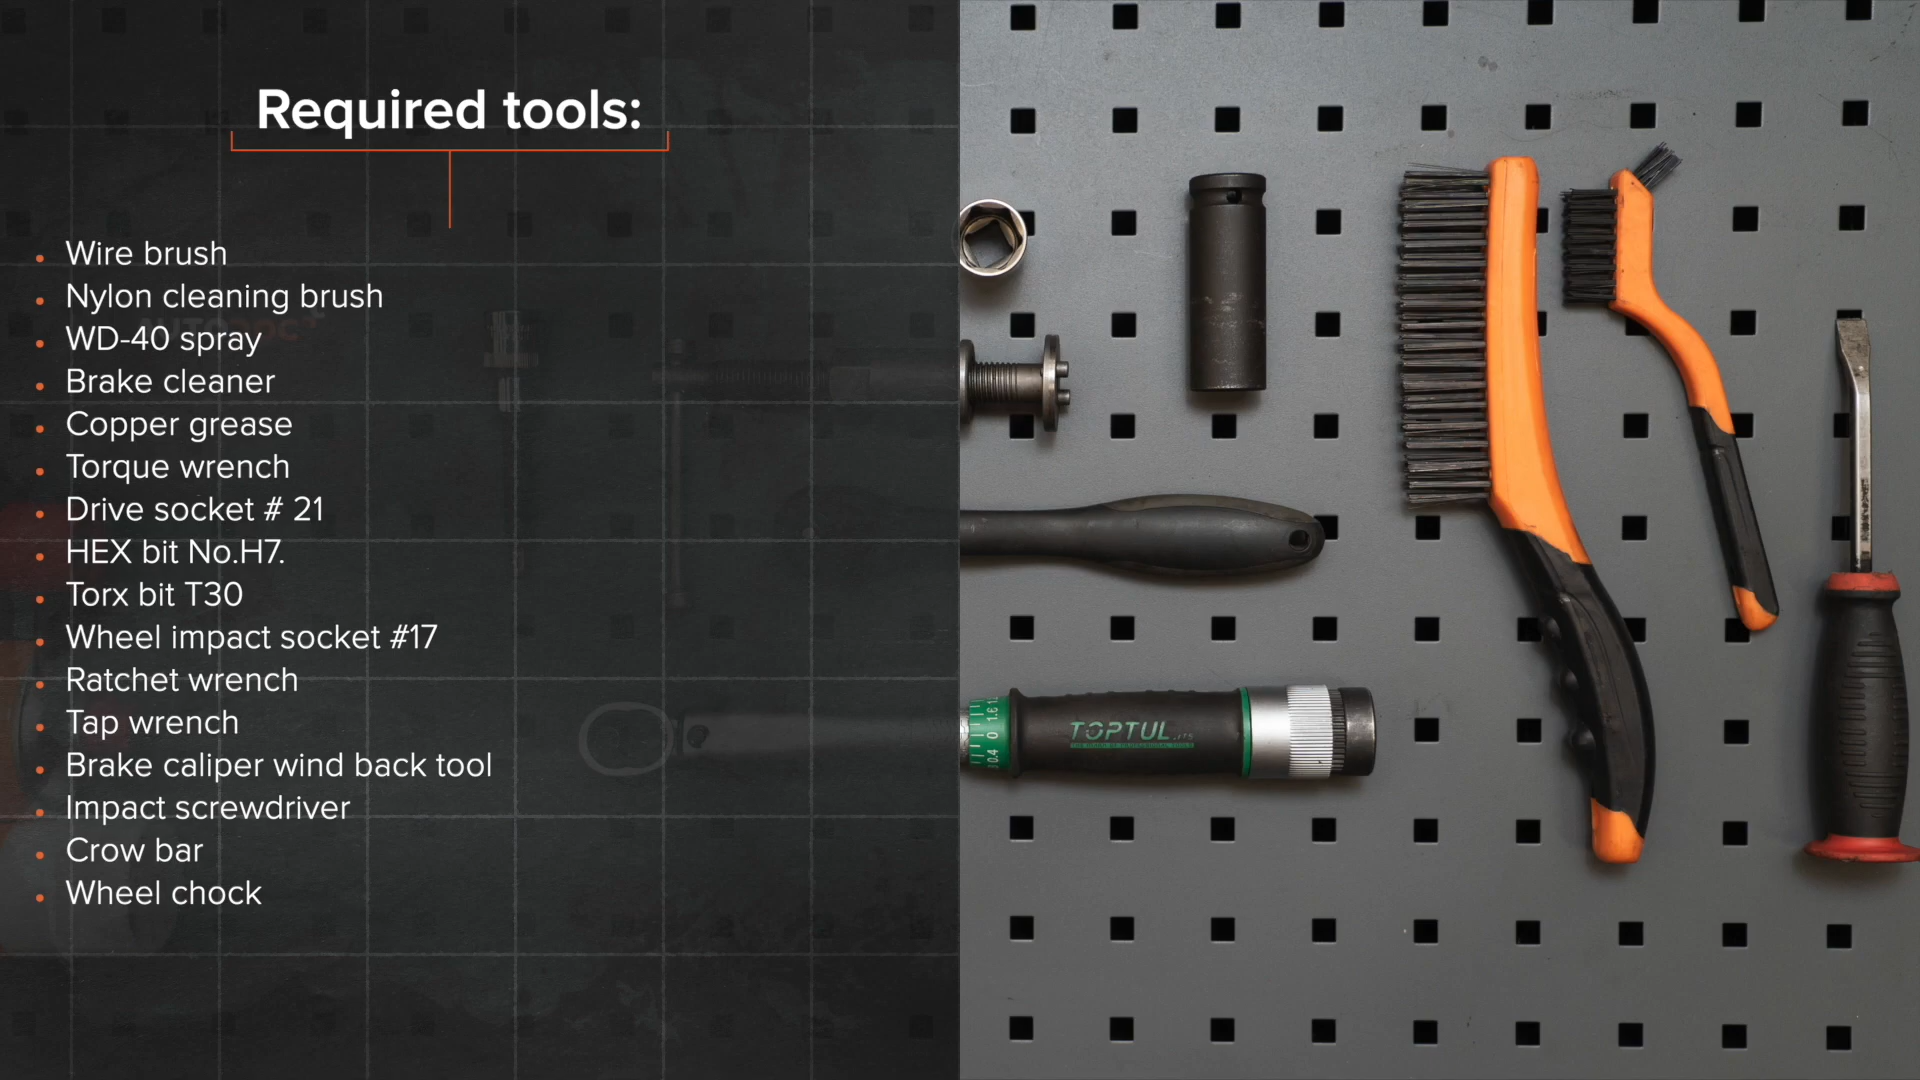 Required tools:
Wire brush
Nylon cleaning brush
WD-40 spray
Brake cleaner
Copper grease
Torque wrench
Drive socket # 21
HEX bit No.H7.
Torx bit T30
Wheel impact socket #17
Ratchet wrench
Tap wrench
Brake caliper wind back tool
Impact screwdriver
Crow bar
Wheel chock
TOPTUL